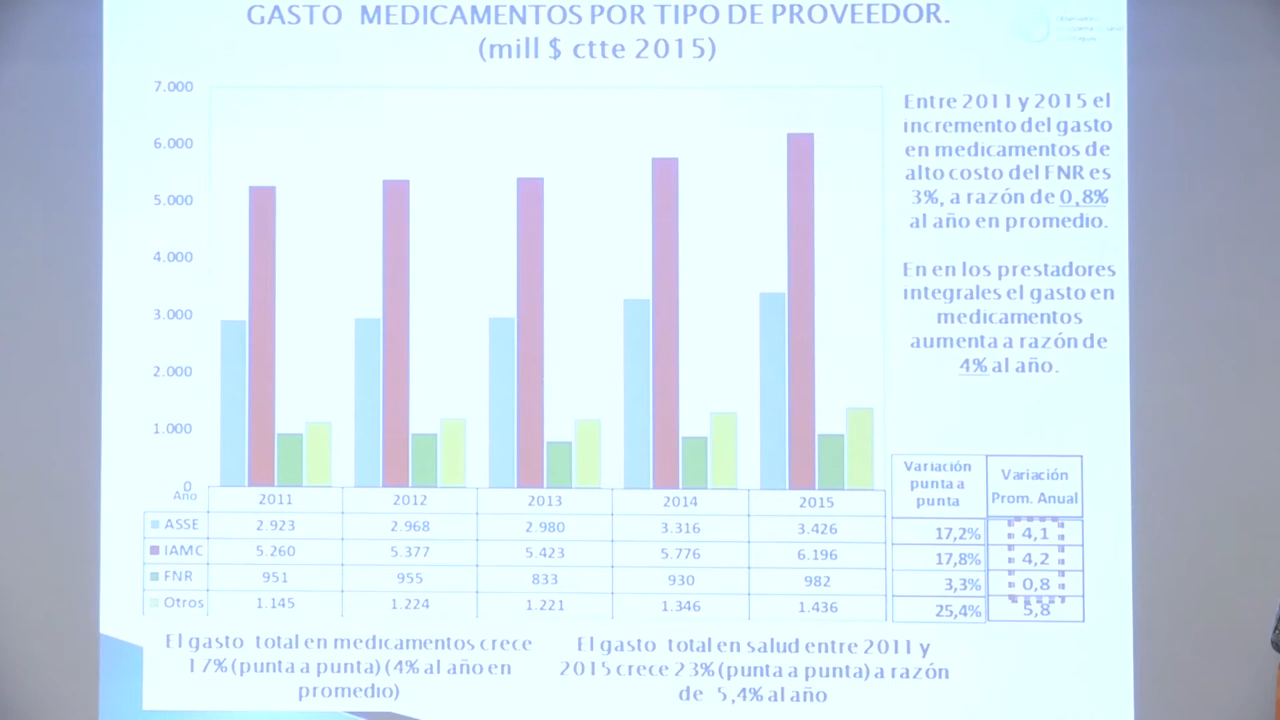 GASTO MEDICAMENTOS POR TIPO DE PROVEEDOR.
(mill $ ctte 2015)
7.000
6.000
5.000
4.000
3.000
2.000
1.000
0
Año 2011 2012 2013 2014 2015
ASSE 2.923 2.968 2.980 3.316 3.426
IAMC 5.260 5.377 5.423 5.776 6.196
FNR 951 955 833 930 982
Otros 1.145 1.224 1.221 1.346 1.436
Entre 2011 y 2015 el
incremento del gasto
en medicamentos de
alto costo del FNR es
3%, a razón de 0,8%
al año en promedio.
En en los prestadores
integrales el gasto en
medicamentos
aumenta a razón de
4% al año.
Variación
punta a
punta
Variación
Prom. Anual
17,2% 4,1
17,8% 4,2
3,3% 0,8
25,4% 5,8
El gasto total en medicamentos crece
17% (punta a punta) (4% al año en
promedio)
El gasto total en salud entre 2011 y
2015 crece 23% (punta a punta) a razón
de 5,4% al año